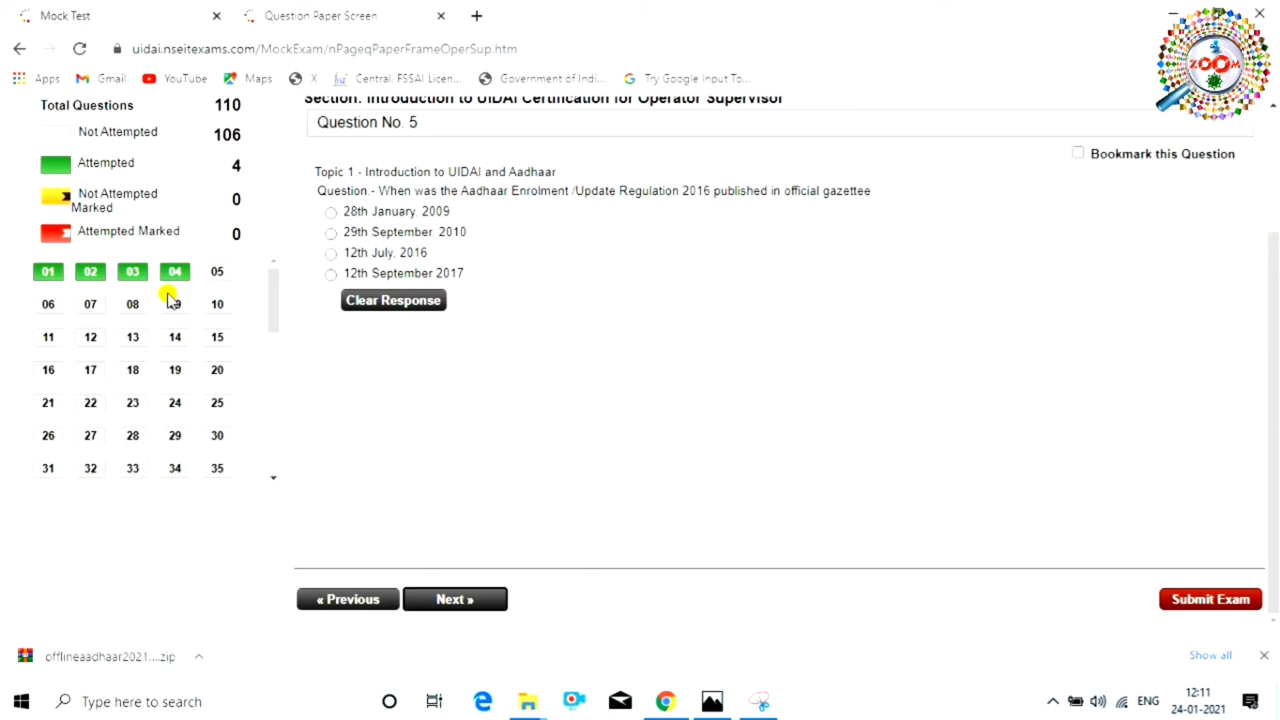 Mock Test
Question Paper Screen
uidai.nseitexams.com/MockExam/nPageqPaperFrameOperSup.htm
Apps
Gmail
YouTube
Maps
X
Central. FSSAI Licen...
Government of Indi...
Try Google Input To...
ZOOM
Total Questions 110
Not Attempted 106
Attempted 4
Not Attempted
Marked 0
Attempted Marked 0
01 02 03 04 05
06 07 08 09 10
11 12 13 14 15
16 17 18 19 20
21 22 23 24 25
26 27 28 29 30
31 32 33 34 35
Section: Introduction to UIDAI Certification for Operator Supervisor
Question No. 5
Bookmark this Question
Topic 1 - Introduction to UIDAI and Aadhaar
Question.- When was the Aadhaar Enrolment /Update Regulation 2016 published in official gazettee
28th January. 2009
29th September. 2010
12th July. 2016
12th September 2017
Clear Response
« Previous
Next »
Submit Exam
offlineaadhaar2021....zip
Show all
Type here to search
ENG
12:11
24-01-2021